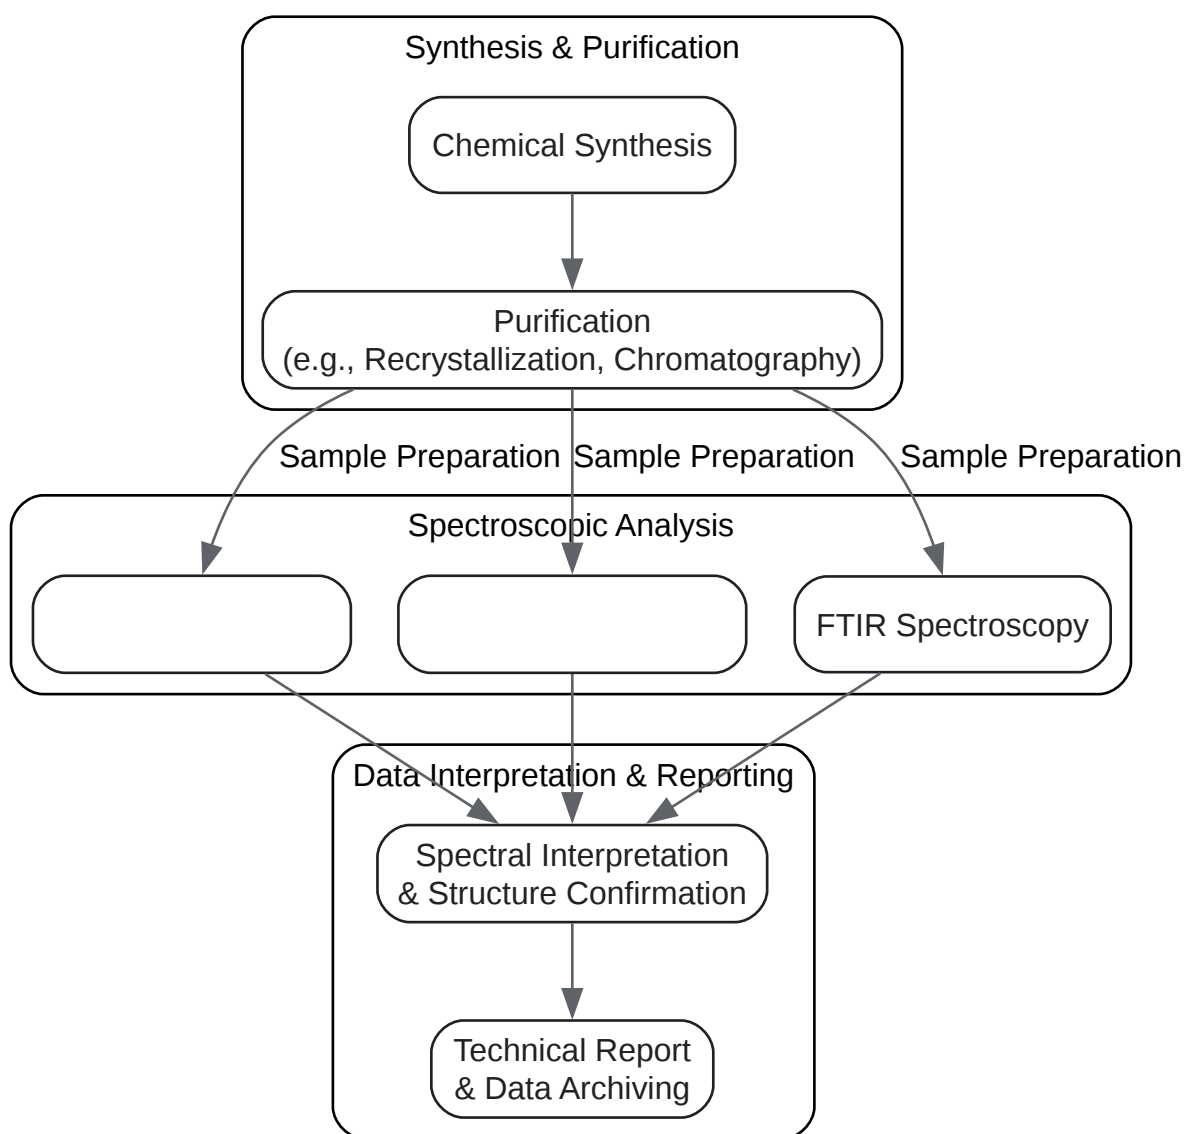 Synthesis & Purification
Chemical Synthesis
Purification
(e.g., Recrystallization, Chromatography)
Sample Preparation
Sample Preparation
Sample Preparation
Spectroscopic Analysis
FTIR Spectroscopy
Data Interpretation & Reporting
Spectral Interpretation
& Structure Confirmation
Technical Report
& Data Archiving